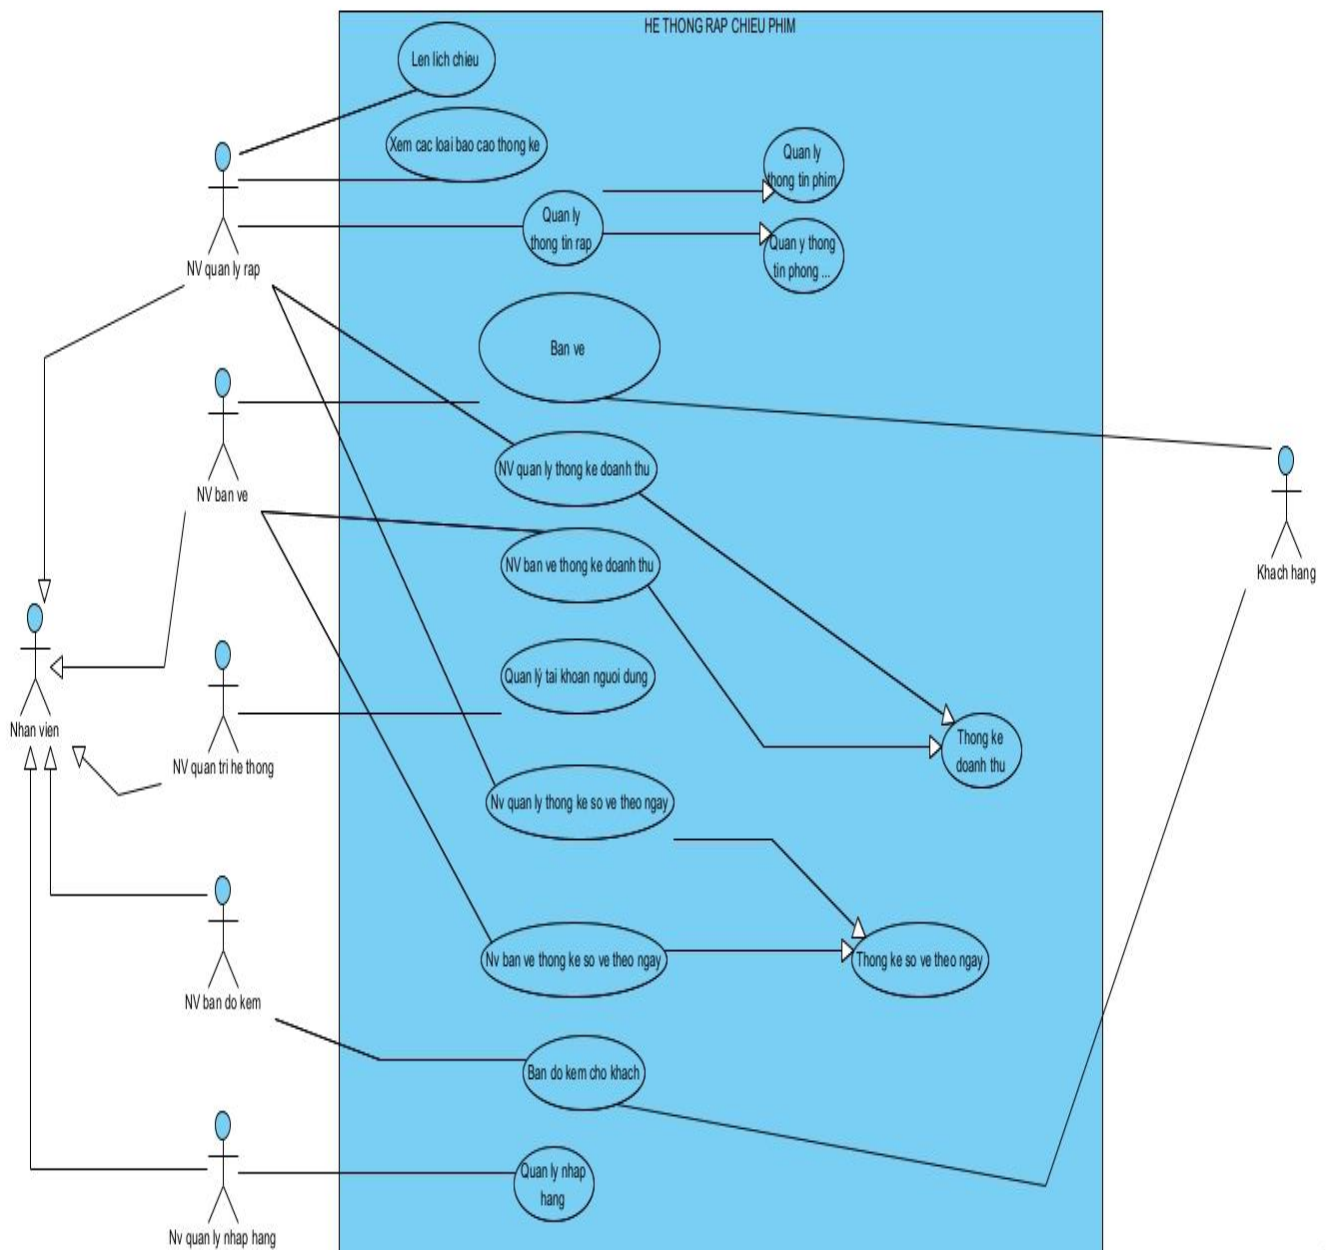 HE THONG RAP CHIEU PHIM
Len lich chieu
Xem cac loai bao cao thong ke
Quan ly
thong tin phim
Quan ly
thong tin rap
Quan y thong
tin phong ...
NV quan ly rap
Ban ve
NV quan ly thong ke doanh thu
NV ban ve
NV ban ve thong ke doanh thu
Khach hang
Quan lý tai khoan nguoi dung
Nhan vien
Thong ke
doanh thu
NV quan tri he thong
Nv quan ly thong ke so ve theo ngay
Nv ban ve thong ke so ve theo ngay
Thong ke so ve theo ngay
NV ban do kem
Ban do kem cho khach
Quan ly nhap
hang
Nv quan ly nhap hang